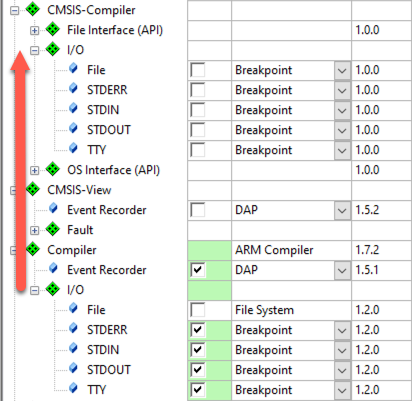 CMSIS-Compiler
File Interface (API) 1.0.0
I/O
File Breakpoint 1.0.0
STDERR Breakpoint 1.0.0
STDIN Breakpoint 1.0.0
STDOUT Breakpoint 1.0.0
TTY Breakpoint 1.0.0
OS Interface (API) 1.0.0
CMSIS-View
Event Recorder DAP 1.5.2
Fault
Compiler ARM Compiler 1.7.2
Event Recorder DAP 1.5.1
I/O
File File System 1.2.0
STDERR Breakpoint 1.2.0
STDIN Breakpoint 1.2.0
STDOUT Breakpoint 1.2.0
TTY Breakpoint 1.2.0